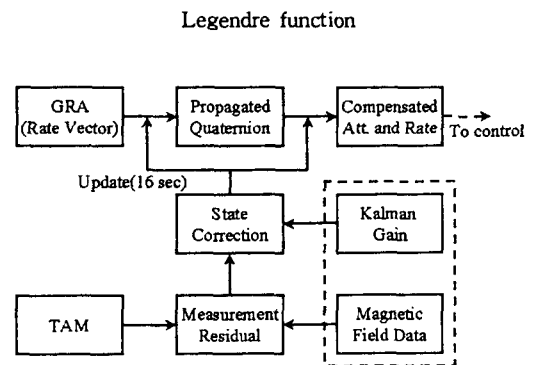 Legendre function
GRA
(Rate Vector)
Propagated
Quaternion
Compensated
Att. and Rate
To control
Update(16 sec)
State
Correction
Kalman
Gain
TAM
Measurement
Residual
Magnetic
Field Data